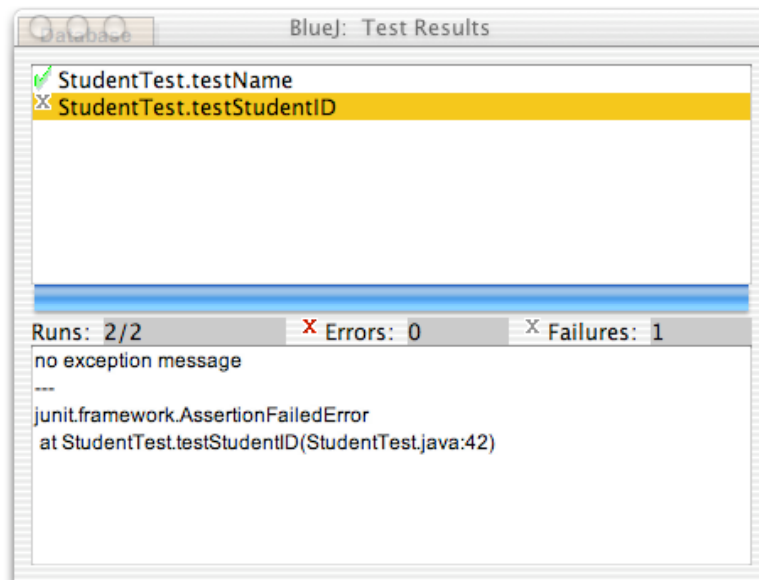 Database
BlueJ: Test Results
StudentTest.testName
StudentTest.testStudentID
Runs: 2/2 X Errors: 0 X Failures: 1
no exception message
---
junit.framework.AssertionFailedError
at StudentTest.testStudentID(StudentTest.java:42)